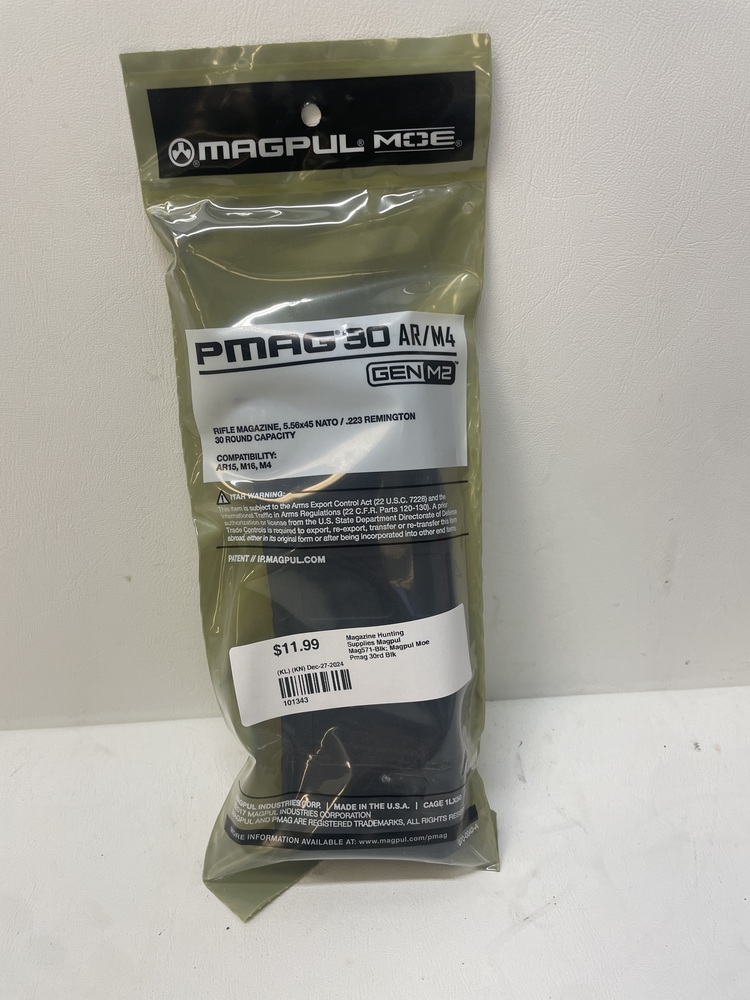 MAGPUL® MOE®
PMAG® 30 AR/M4
GEN M2™
RIFLE MAGAZINE, 5.56x45 NATO / .223 REMINGTON
30 ROUND CAPACITY
COMPATIBILITY:
AR15, M16, M4
ITAR WARNING:
This item is subject to the Arms Export Control Act (22 U.S.C. 7228) and the
International Traffic in Arms Regulations (22 C.F.R. Parts 120-130). A prior
authorization or license from the U.S. State Department Directorate of Defense
Trade Controls is required to export, re-export, transfer or re-transfer this item
abroad, either in its original form or after being incorporated into other end items.
PATENT // IP.MAGPUL.COM
$11.99
Magazine Hunting
Supplies Magpul
Mag571-Blk; Magpul Moe
Pmag 30rd Blk
(KL) (KN) Dec-27-2024
101343
MAGPUL INDUSTRIES CORP. | MADE IN THE U.S.A. | CAGE
MAGPUL INDUSTRIES CORPORATION
MAGPUL AND PMAG ARE REGISTERED TRADEMARKS, ALL RIGHTS
MORE INFORMATION AVAILABLE AT: www.magpul.com/pmag